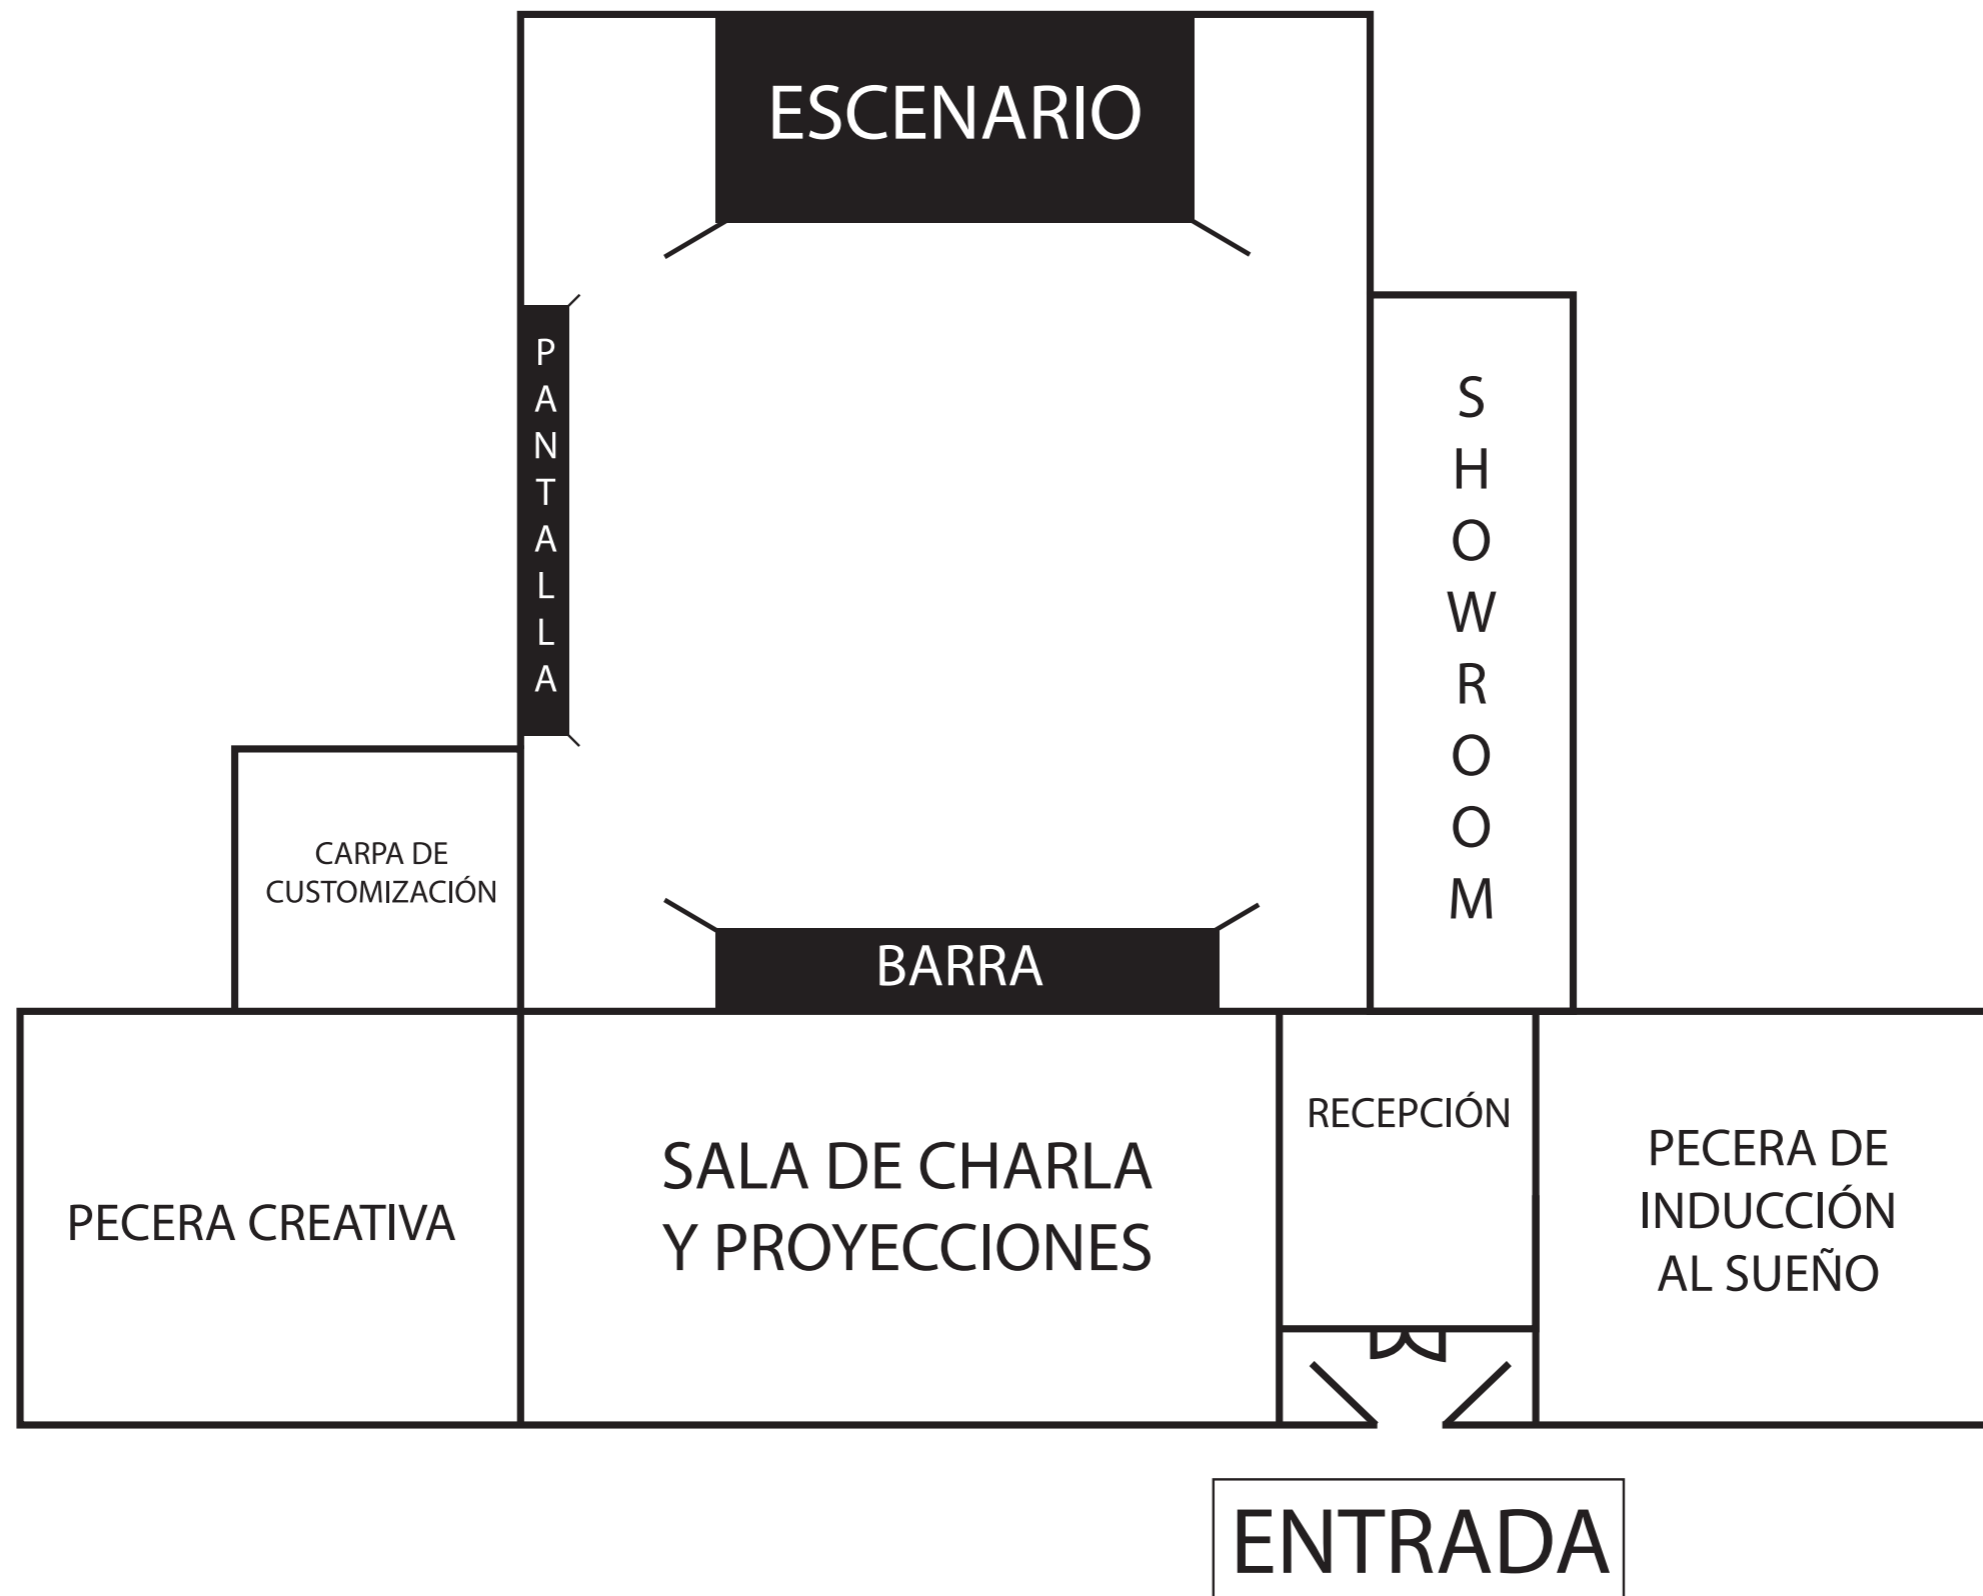 ESCENARIO
PANTALLA
SHOWROOM
CARPA DE
CUSTOMIZACIÓN
BARRA
PECERA CREATIVA
SALA DE CHARLA
Y PROYECCIONES
RECEPCIÓN
PECERA DE
INDUCCIÓN
AL SUEÑO
ENTRADA